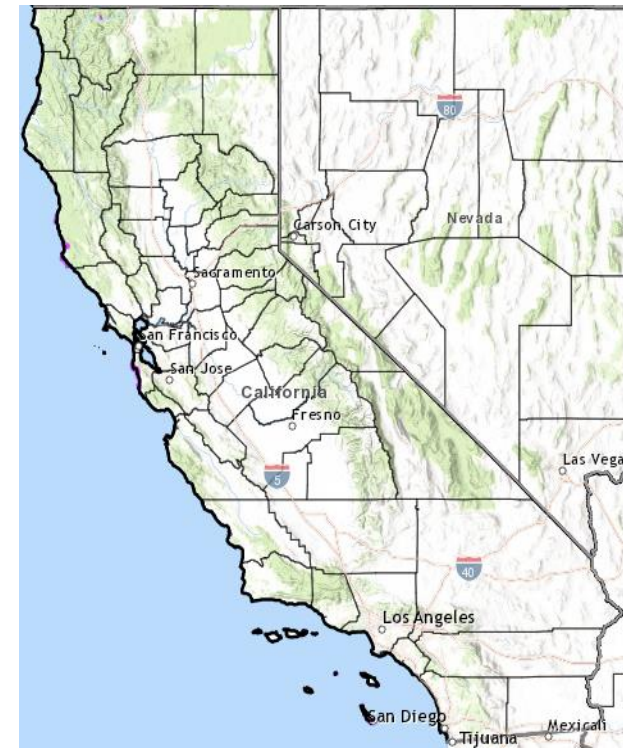 80
Nevada
Carson City
Sacramento
San Francisco
San Jose
California
Fresno
Las Vega
5
40
Los Angeles
San Diego
Tijuana
Mexicali